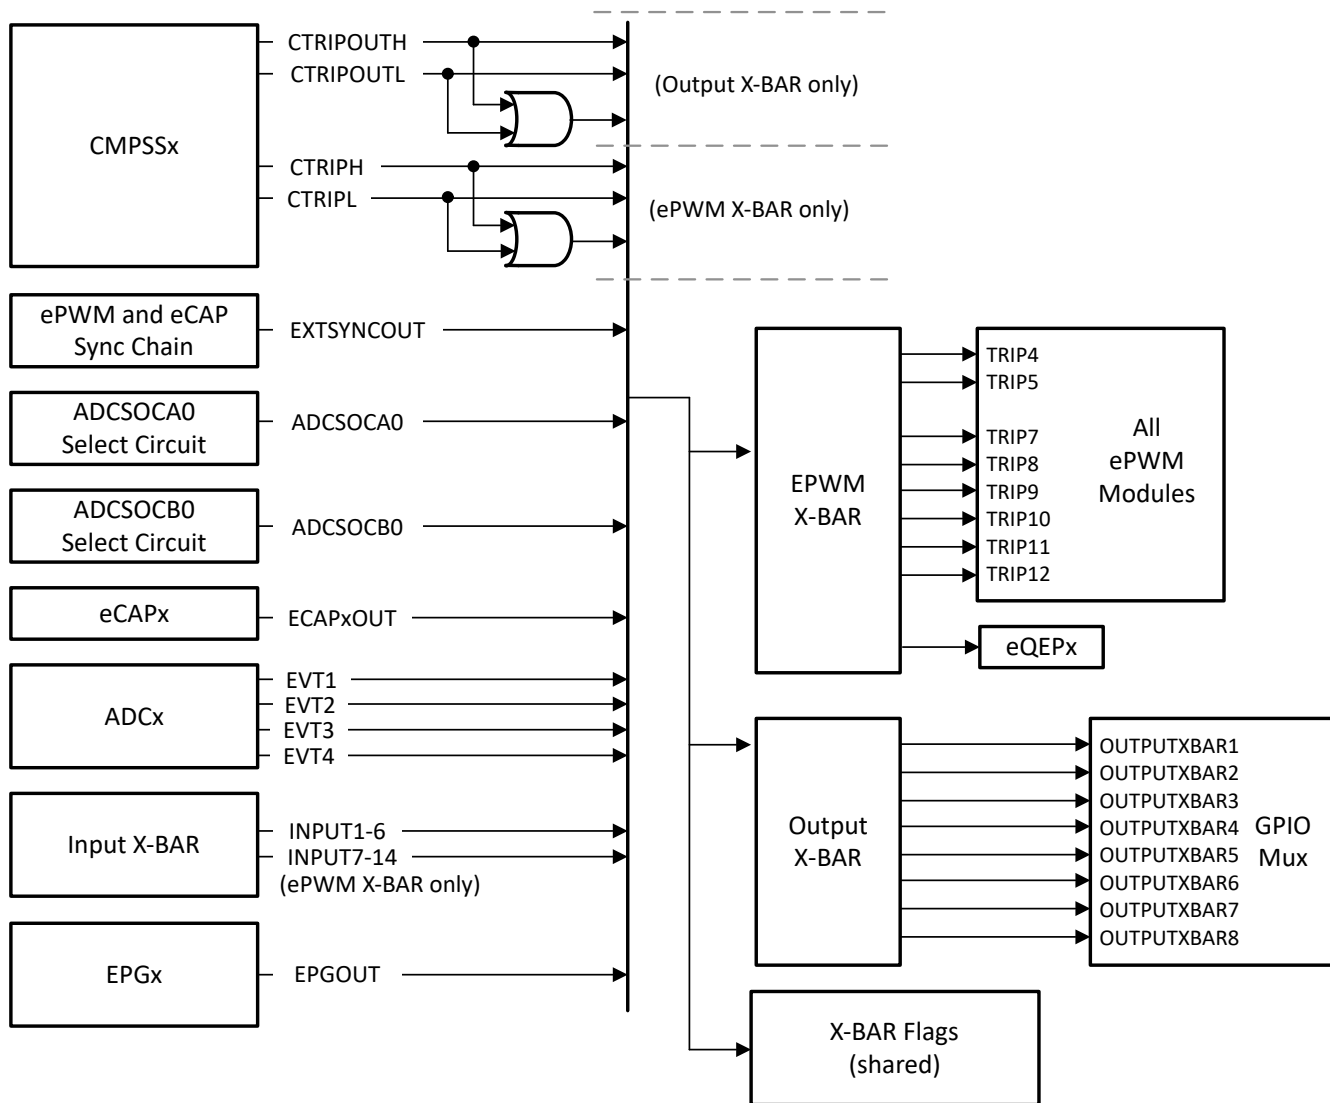 CMPSSx
CTRIPOUTH
CTRIPOUTL
CTRIPH
CTRIPL
(Output X-BAR only)
(ePWM X-BAR only)
ePWM and eCAP
Sync Chain
EXTSYNCOUT
ADCSOCA0
Select Circuit
ADCSOCA0
ADCSOCB0
Select Circuit
ADCSOCB0
eCAPx
ECAPxOUT
ADCx
EVT1
EVT2
EVT3
EVT4
Input X-BAR
INPUT1-6
INPUT7-14
(ePWM X-BAR only)
EPGx
EPGOUT
EPWM
X-BAR
TRIP4
TRIP5
TRIP7
TRIP8
TRIP9
TRIP10
TRIP11
TRIP12
All
ePWM
Modules
eQEPx
Output
X-BAR
OUTPUTXBAR1
OUTPUTXBAR2
OUTPUTXBAR3
OUTPUTXBAR4
OUTPUTXBAR5
OUTPUTXBAR6
OUTPUTXBAR7
OUTPUTXBAR8
GPIO
Mux
X-BAR Flags
(shared)